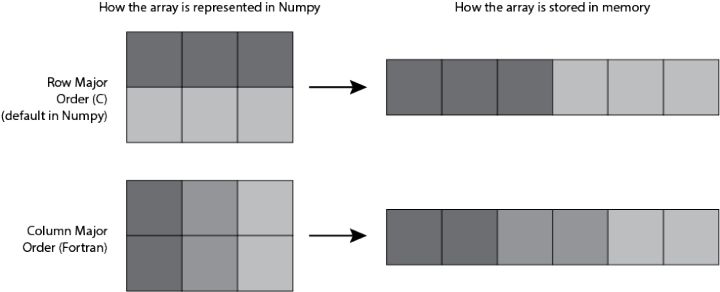 How the array is represented in Numpy
How the array is stored in memory
Row Major
Order (C)
(default in Numpy)
Column Major
Order (Fortran)